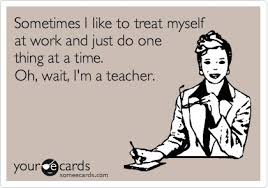 Sometimes I like to treat myself
at work and just do one
thing at a time.
Oh, wait, I'm a teacher.
your e cards
someecards.com